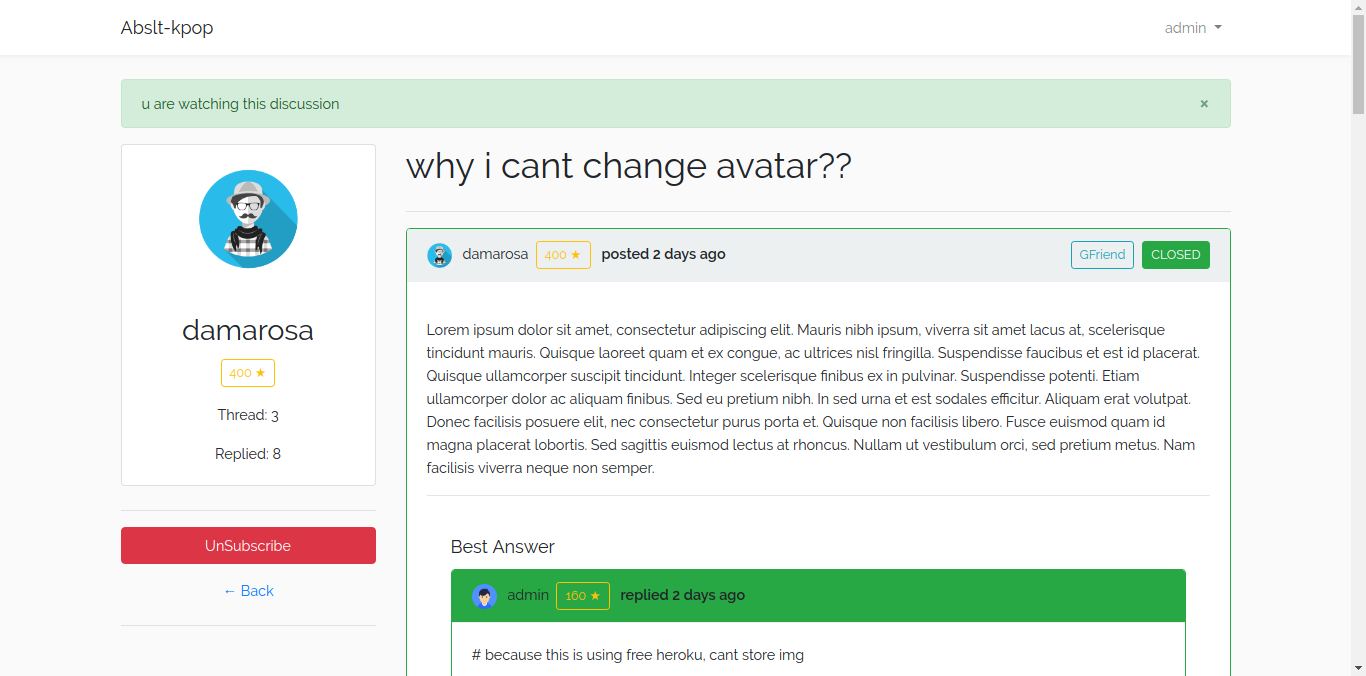 Abslt-kpop
admin
u are watching this discussion
×
damarosa
400 ★
Thread: 3
Replied: 8
UnSubscribe
← Back
why i cant change avatar??
damarosa 400 ★ posted 2 days ago GFriend CLOSED
Lorem ipsum dolor sit amet, consectetur adipiscing elit. Mauris nibh ipsum, viverra sit amet lacus at, scelerisque
tincidunt mauris. Quisque laoreet quam et ex congue, ac ultrices nisl fringilla. Suspendisse faucibus et est id placerat.
Quisque ullamcorper suscipit tincidunt. Integer scelerisque finibus ex in pulvinar. Suspendisse potenti. Etiam
ullamcorper dolor ac aliquam finibus. Sed eu pretium nibh. In sed urna et est sodales efficitur. Aliquam erat volutpat.
Donec facilisis posuere elit, nec consectetur purus porta et. Quisque non facilisis libero. Fusce euismod quam id
magna placerat lobortis. Sed sagittis euismod lectus at rhoncus. Nullam ut vestibulum orci, sed pretium metus. Nam
facilisis viverra neque non semper.
Best Answer
admin 160 ★ replied 2 days ago
# because this is using free heroku, cant store img